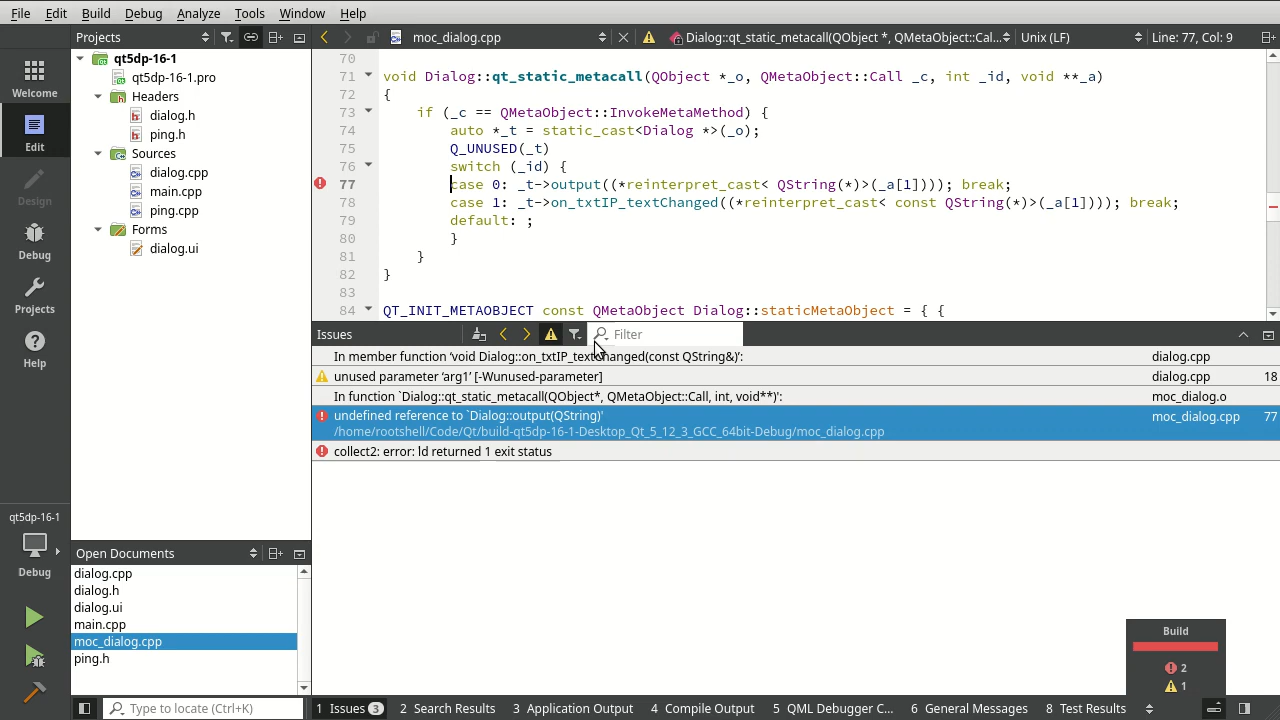 File Edit Build Debug Analyze Tools Window Help
Projects
moc_dialog.cpp
Dialog::qt_static_metacall(QObject *, QMetaObject::Cal...
Unix (LF)
Line: 77, Col: 9
Welcome
Edit
Design
Debug
Projects
Help
qt5dp-16-1
Debug
qt5dp-16-1
qt5dp-16-1.pro
Headers
dialog.h
ping.h
Sources
dialog.cpp
main.cpp
ping.cpp
Forms
dialog.ui
Open Documents
dialog.cpp
dialog.h
dialog.ui
main.cpp
moc_dialog.cpp
ping.h
70
71 void Dialog::qt_static_metacall(QObject *_o, QMetaObject::Call _c, int _id, void **_a)
72 {
73 if (_c == QMetaObject::InvokeMetaMethod) {
74 auto *_t = static_cast<Dialog *>(_o);
75 Q_UNUSED(_t)
76 switch (_id) {
77 case 0: _t->output((*reinterpret_cast< QString(*)>(_a[1]))); break;
78 case 1: _t->on_txtIP_textChanged((*reinterpret_cast< const QString(*)>(_a[1]))); break;
79 default: ;
80 }
81 }
82 }
83
84 QT_INIT_METAOBJECT const QMetaObject Dialog::staticMetaObject = { {
Issues
Filter
In member function ‘void Dialog::on_txtIP_textChanged(const QString&)’: dialog.cpp
unused parameter ‘arg1’ [-Wunused-parameter] dialog.cpp 18
In function `Dialog::qt_static_metacall(QObject*, QMetaObject::Call, int, void**)': moc_dialog.o
undefined reference to `Dialog::output(QString)' moc_dialog.cpp 77
/home/rootshell/Code/Qt/build-qt5dp-16-1-Desktop_Qt_5_12_3_GCC_64bit-Debug/moc_dialog.cpp
collect2: error: ld returned 1 exit status
Build
2
1
Type to locate (Ctrl+K)
1 Issues 3
2 Search Results
3 Application Output
4 Compile Output
5 QML Debugger C...
6 General Messages
8 Test Results